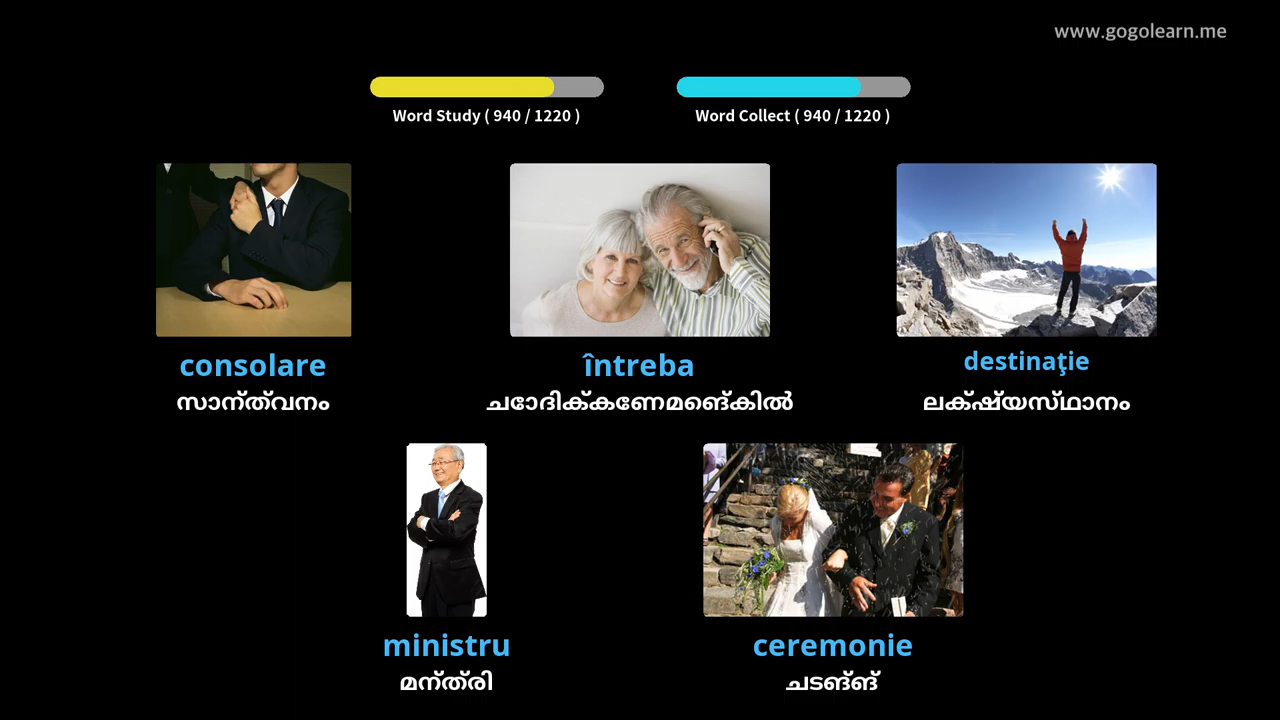 www.gogolearn.me
Word Study ( 940 / 1220 )
Word Collect ( 940 / 1220 )
consolare
സാന്ത്വനം
întreba
ചോദിക്കണേമെങ്കിൽ
destinaţie
ലക്ഷ്യസ്ഥാനം
ministru
മന്ത്രി
ceremonie
ചടങ്ങ്